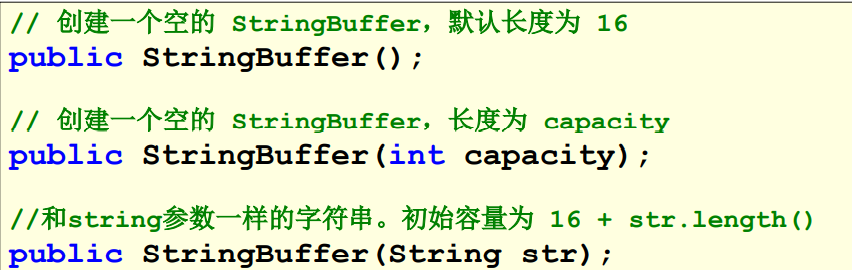 // 创建一个空的 StringBuffer，默认长度为 16
public StringBuffer();
// 创建一个空的 StringBuffer，长度为 capacity
public StringBuffer(int capacity);
//和string参数一样的字符串。初始容量为 16 + str.length()
public StringBuffer(String str);